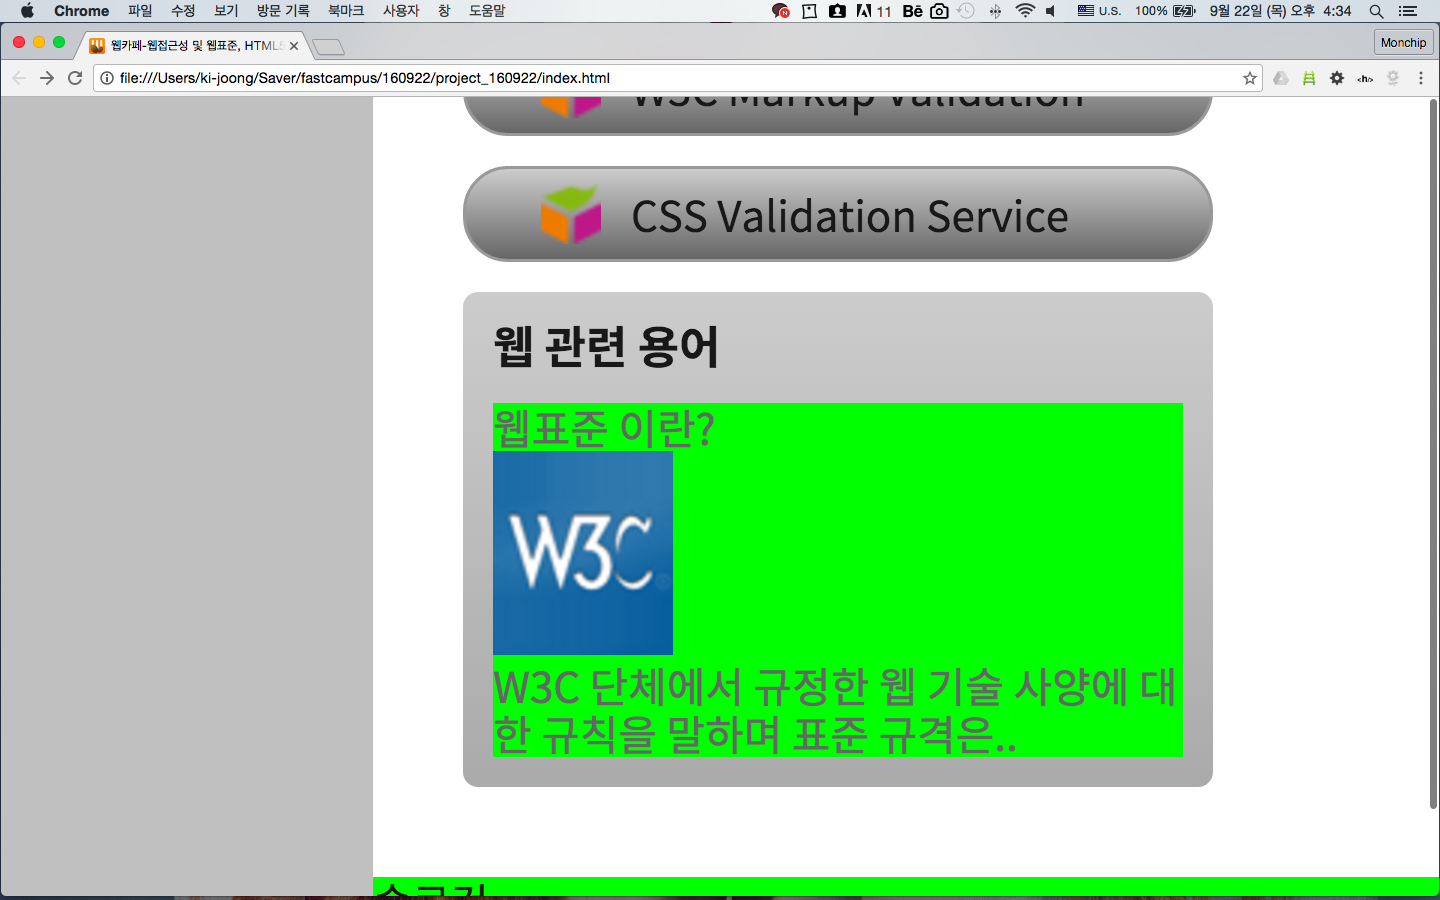 Chrome 파일 수정 보기 방문 기록 북마크 사용자 창 도움말 11 Bē U.S. 100% 9월 22일 (목) 오후 4:34
웹카페-웹접근성 및 웹표준, HTML5
Monchip
file:///Users/ki-joong/Saver/fastcampus/160922/project_160922/index.html
W3C Markup Validation
CSS Validation Service
웹 관련 용어
웹표준 이란?
W3C
W3C 단체에서 규정한 웹 기술 사양에 대
한 규칙을 말하며 표준 규격은..